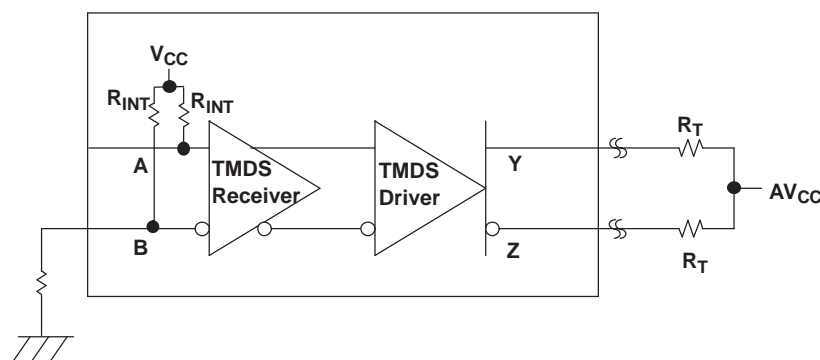 VCC
RINT
RINT
A
TMDS
Receiver
TMDS
Driver
Y
RT
AVCC
B
Z
RT